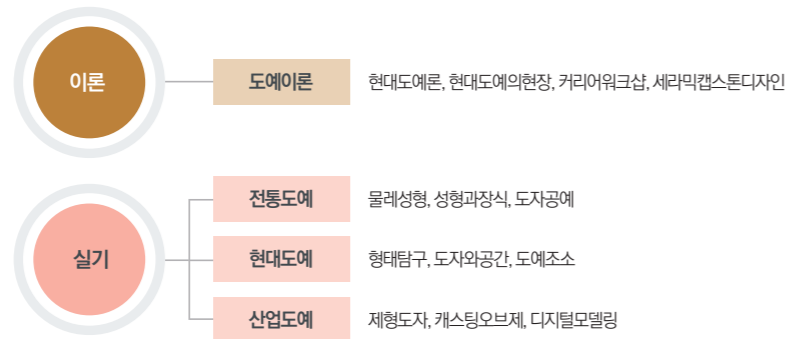 이론
도예이론
현대도예론, 현대도예의현장, 커리어워크샵, 세라믹캡스톤디자인
실기
전통도예
물레성형, 성형과장식, 도자공예
현대도예
형태탐구, 도자와공간, 도예조소
산업도예
제형도자, 캐스팅오브제, 디지털모델링